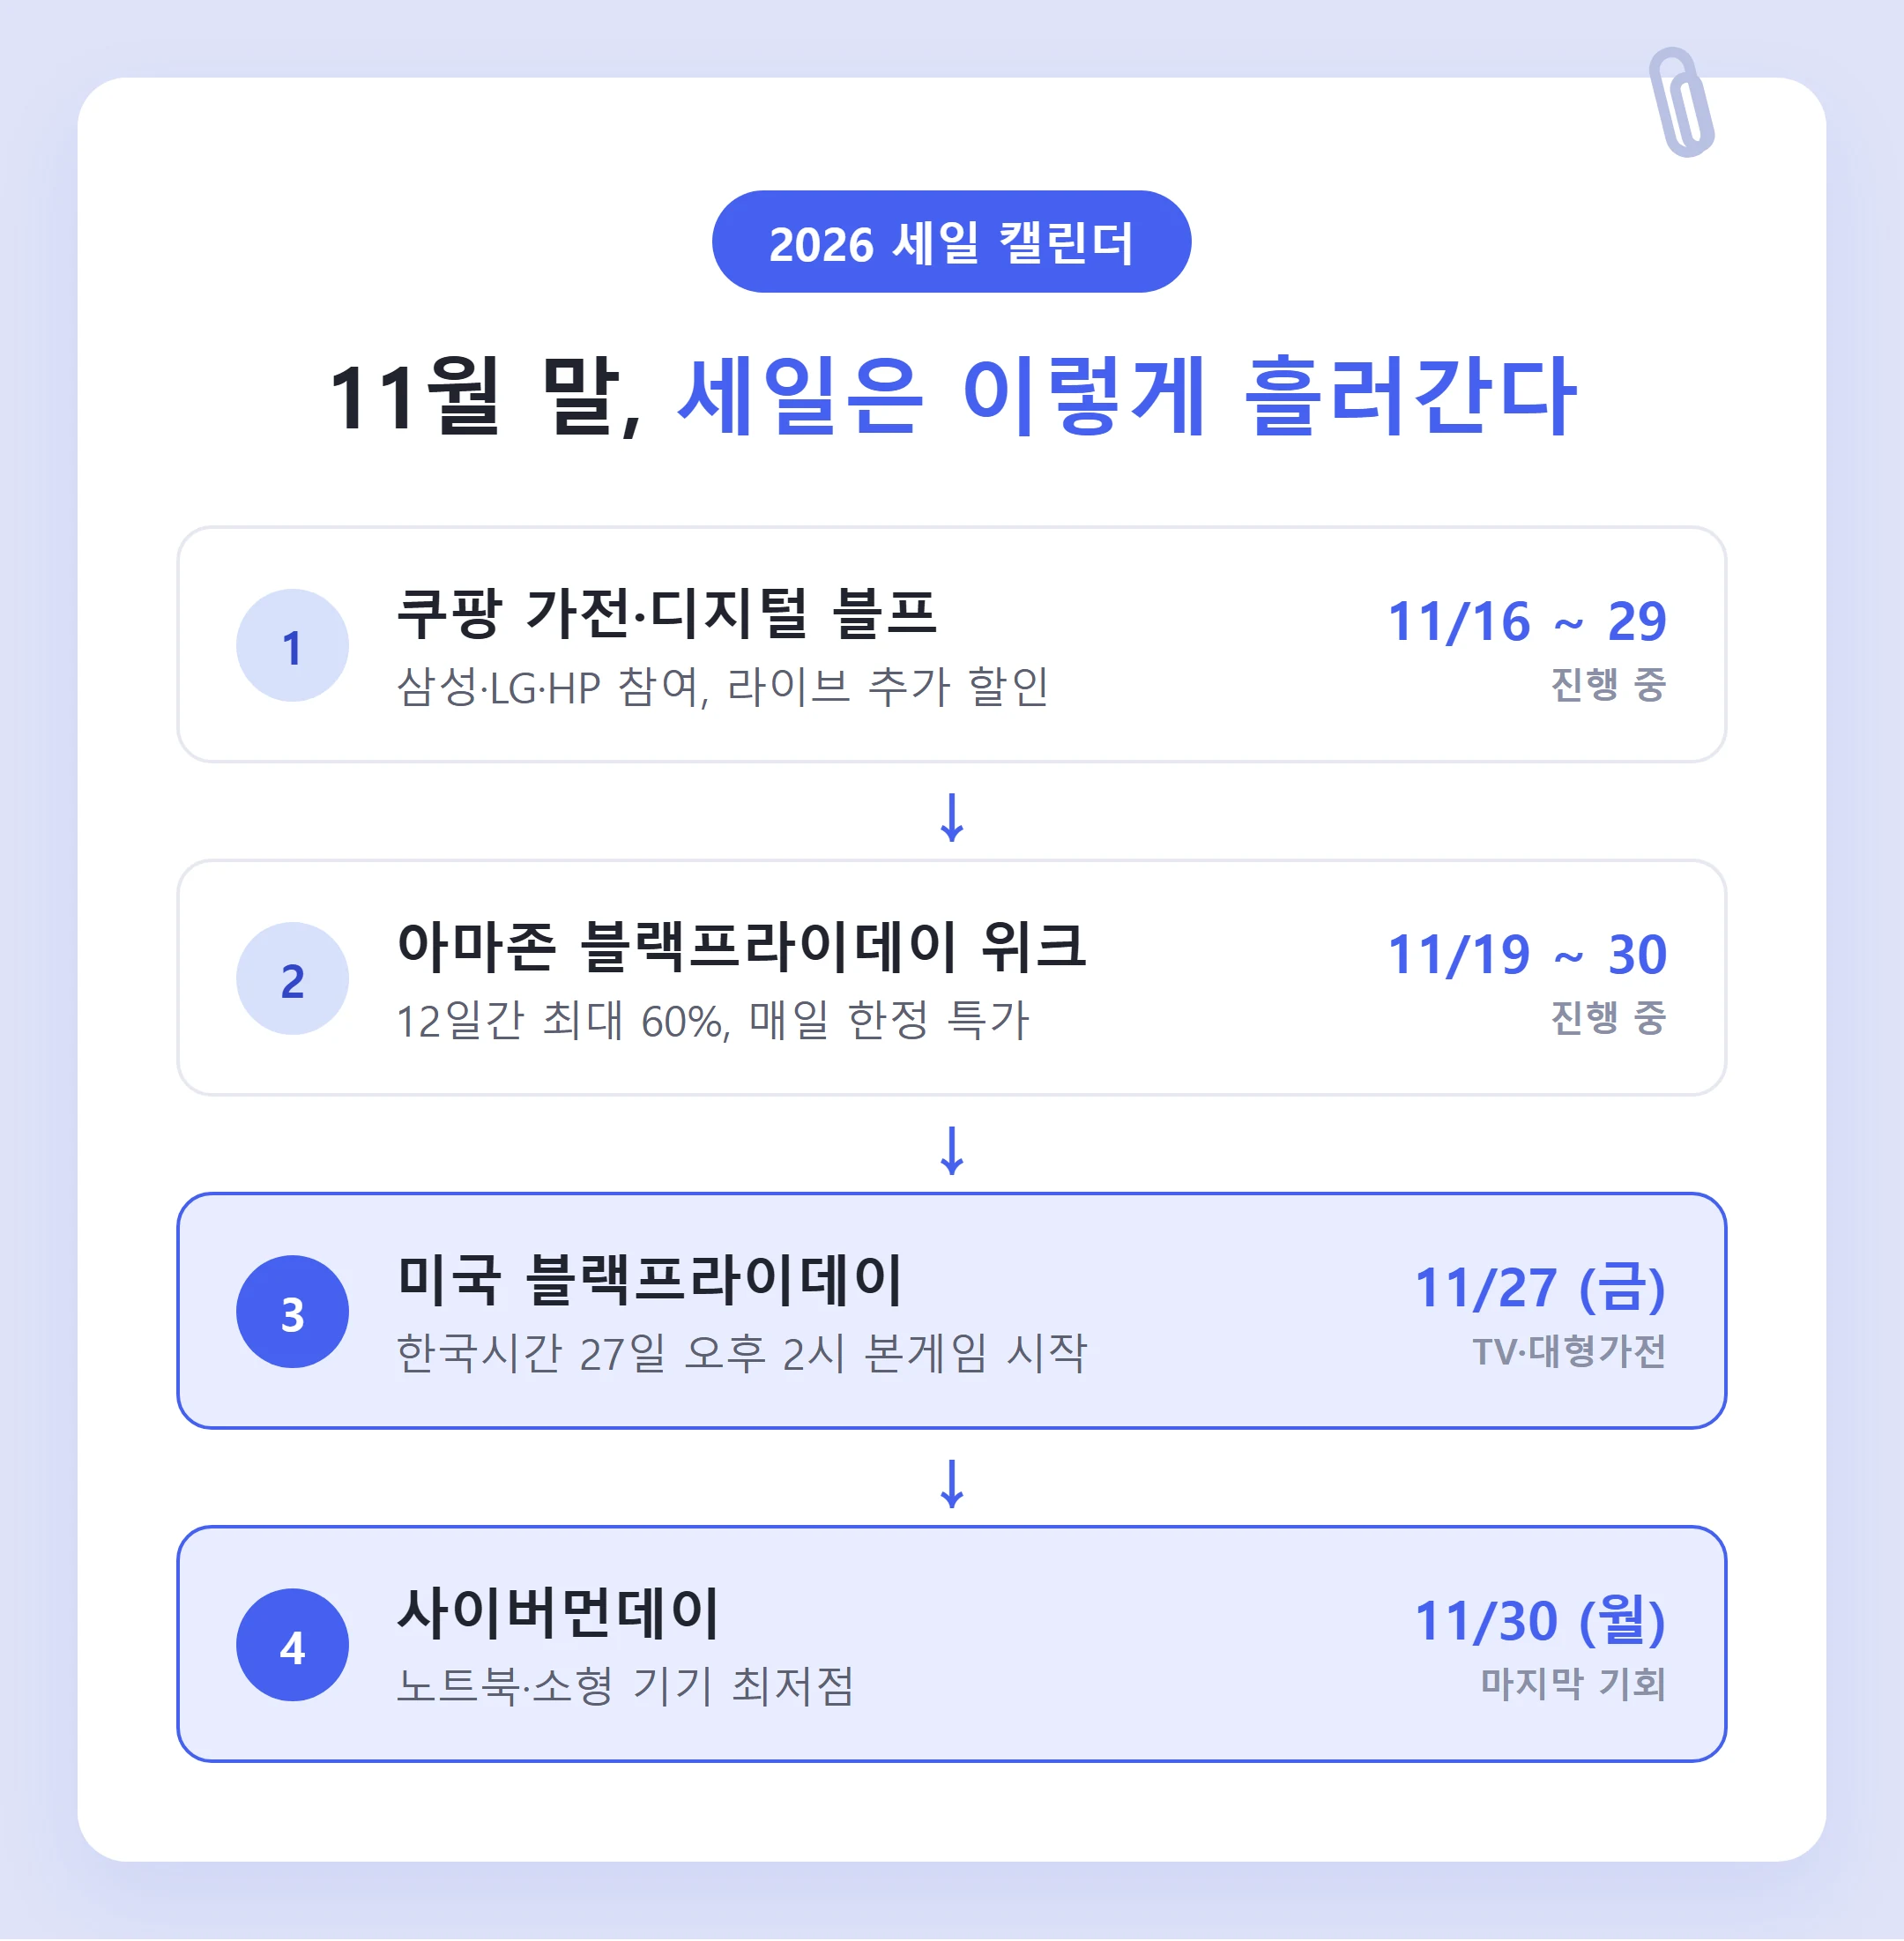 2026 세일 캘린더
11월 말, 세일은 이렇게 흘러간다
1
쿠팡 가전·디지털 블프
삼성·LG·HP 참여, 라이브 추가 할인
11/16 ~ 29
진행 중
↓
2
아마존 블랙프라이데이 위크
12일간 최대 60%, 매일 한정 특가
11/19 ~ 30
진행 중
↓
3
미국 블랙프라이데이
한국시간 27일 오후 2시 본게임 시작
11/27 (금)
TV·대형가전
↓
4
사이버먼데이
노트북·소형 기기 최저점
11/30 (월)
마지막 기회